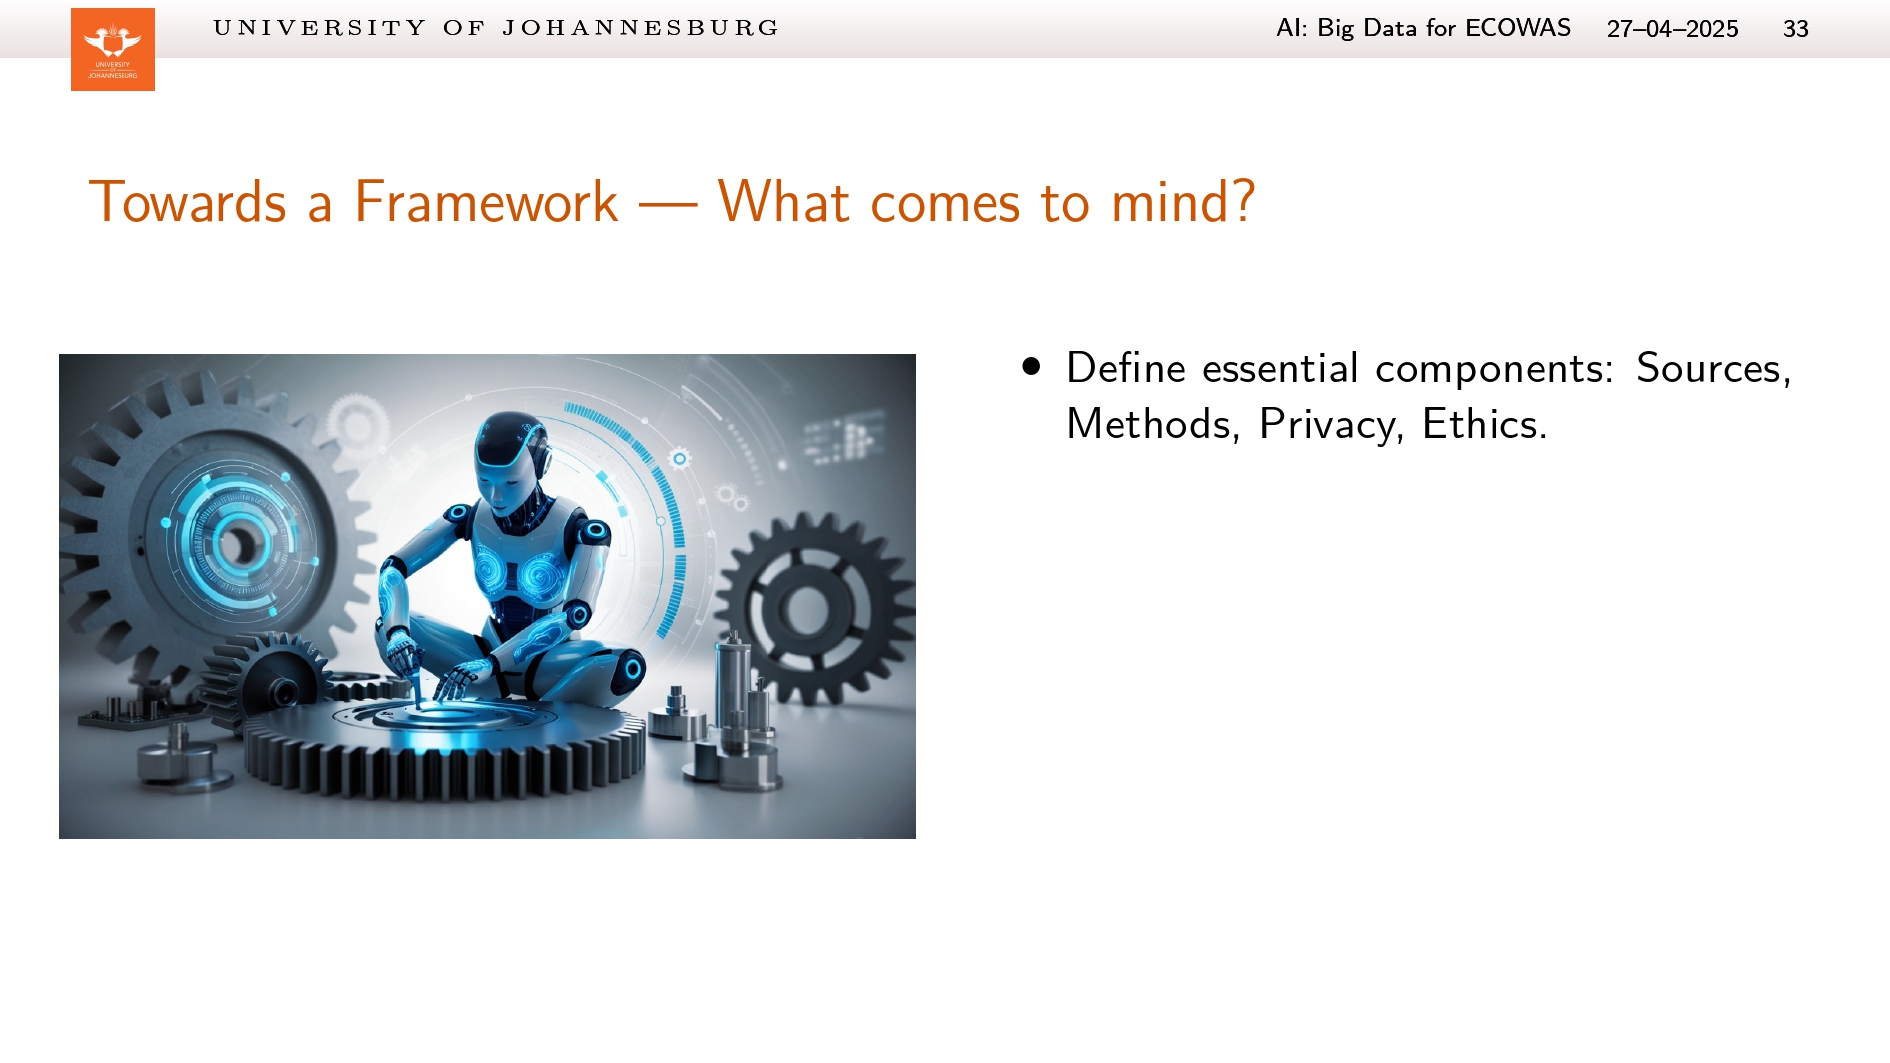 UNIVERSITY OF JOHANNESBURG
AI: Big Data for ECOWAS 27–04–2025 33
UNIVERSITY
OF
JOHANNESBURG
Towards a Framework — What comes to mind?
• Define essential components: Sources,
Methods, Privacy, Ethics.